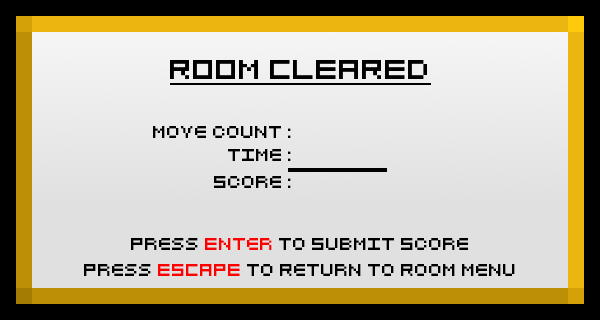 ROOM CLEARED
MOVE COUNT :
TIME :
SCORE :
PRESS ENTER TO SUBMIT SCORE
PRESS ESCAPE TO RETURN TO ROOM MENU